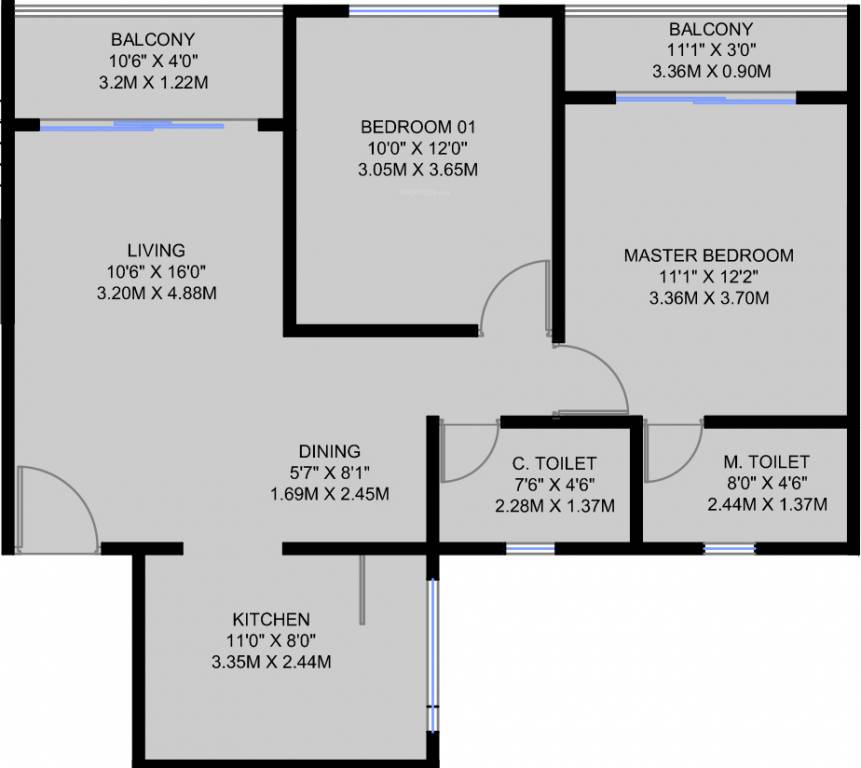 BALCONY
10'6" X 4'0"
3.2M X 1.22M
BALCONY
11'1" X 3'0"
3.36M X 0.90M
BEDROOM 01
10'0" X 12'0"
3.05M X 3.65M
LIVING
10'6" X 16'0"
3.20M X 4.88M
MASTER BEDROOM
11'1" X 12'2"
3.36M X 3.70M
DINING
5'7" X 8'1"
1.69M X 2.45M
C. TOILET
7'6" X 4'6"
2.28M X 1.37M
M. TOILET
8'0" X 4'6"
2.44M X 1.37M
KITCHEN
11'0" X 8'0"
3.35M X 2.44M